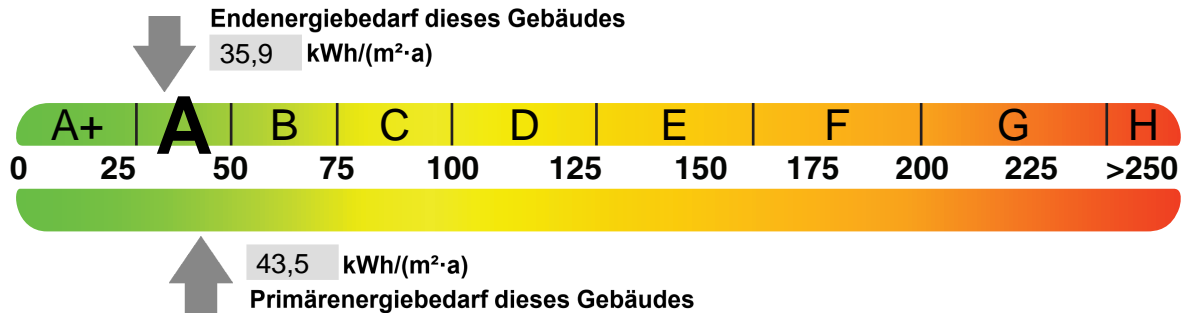 Endenergiebedarf dieses Gebäudes
35,9 kWh/(m²·a)
A+ A B C D E F G H
0 25 50 75 100 125 150 175 200 225 >250
43,5 kWh/(m²·a)
Primärenergiebedarf dieses Gebäudes